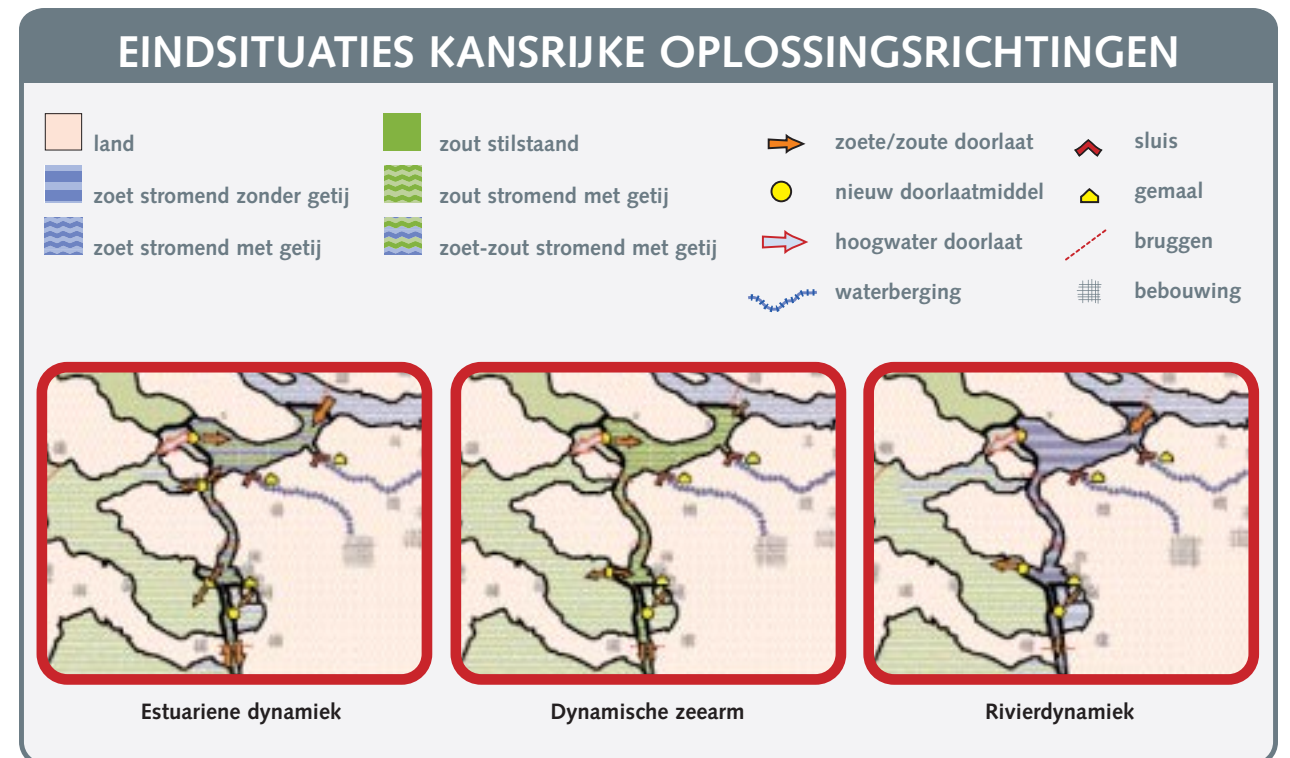 EINDSITUATIES KANSRIJKE OPLOSSINGSRICHTINGEN
land
zoet stromend zonder getij
zoet stromend met getij
zout stilstaand
zout stromend met getij
zoet-zout stromend met getij
zoete/zoute doorlaat
nieuw doorlaatmiddel
hoogwater doorlaat
waterberging
sluis
gemaal
bruggen
bebouwing
Estuariene dynamiek
Dynamische zeearm
Rivierdynamiek